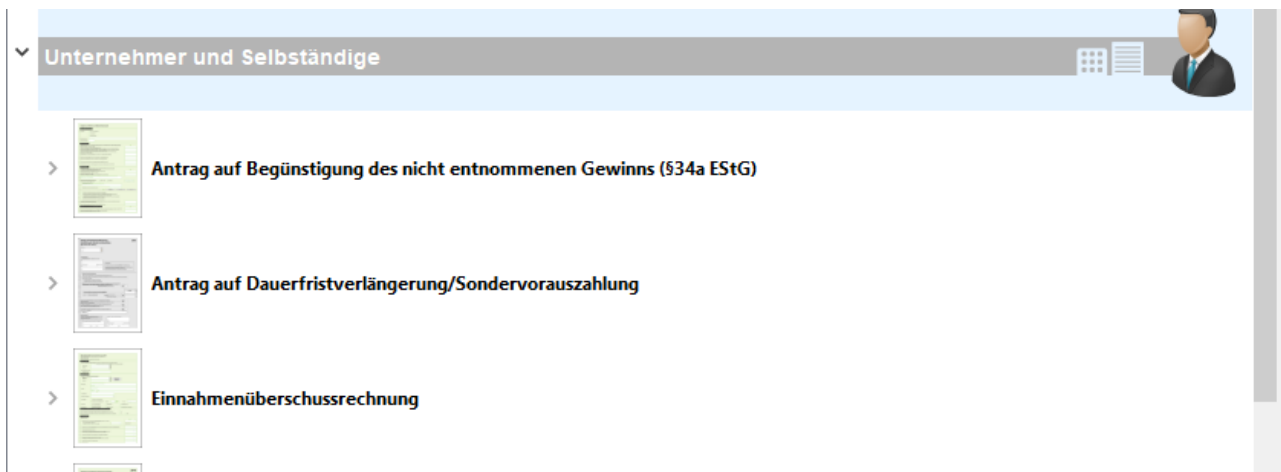 Unternehmer und Selbständige
Antrag auf Begünstigung des nicht entnommenen Gewinns (§34a EStG)
Antrag auf Dauerfristverlängerung/Sondervorauszahlung
Einnahmenüberschussrechnung